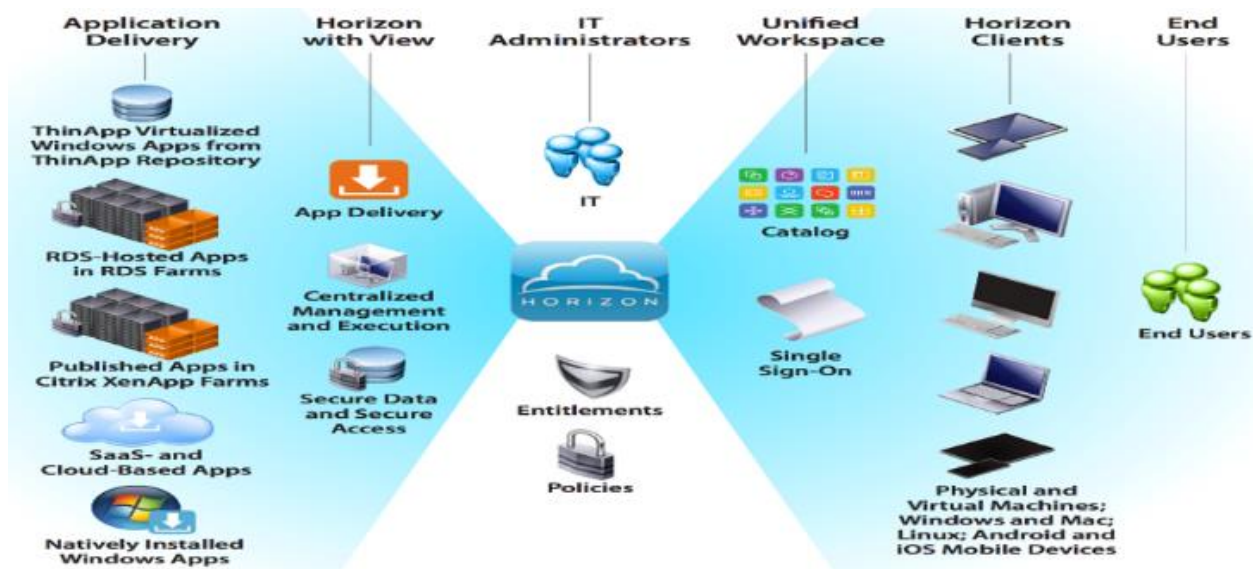 Application
Delivery
Horizon
with View
IT
Administrators
Unified
Workspace
Horizon
Clients
End
Users
ThinApp Virtualized
Windows Apps from
ThinApp Repository
RDS-Hosted Apps
in RDS Farms
Published Apps in
Citrix XenApp Farms
SaaS- and
Cloud-Based Apps
Natively Installed
Windows Apps
App Delivery
Centralized
Management
and Execution
Secure Data
and Secure
Access
IT
HORIZON
Entitlements
Policies
Catalog
Single
Sign-On
Physical and
Virtual Machines;
Windows and Mac;
Linux; Android and
iOS Mobile Devices
End Users